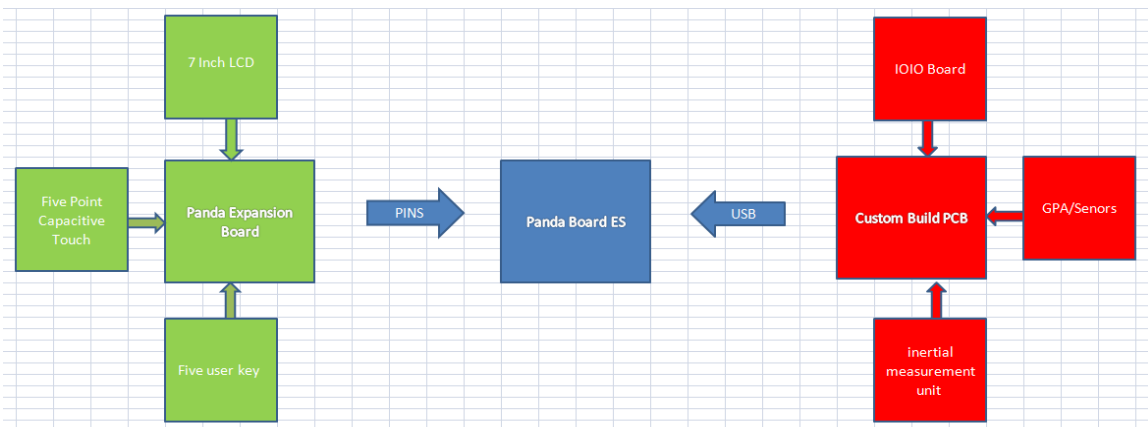 7 Inch LCD
IOIO Board
Five Point
Capacitive
Touch
Panda Expansion
Board
PINS
Panda Board ES
USB
Custom Build PCB
GPA/Senors
Five user key
inertial
measurement
unit